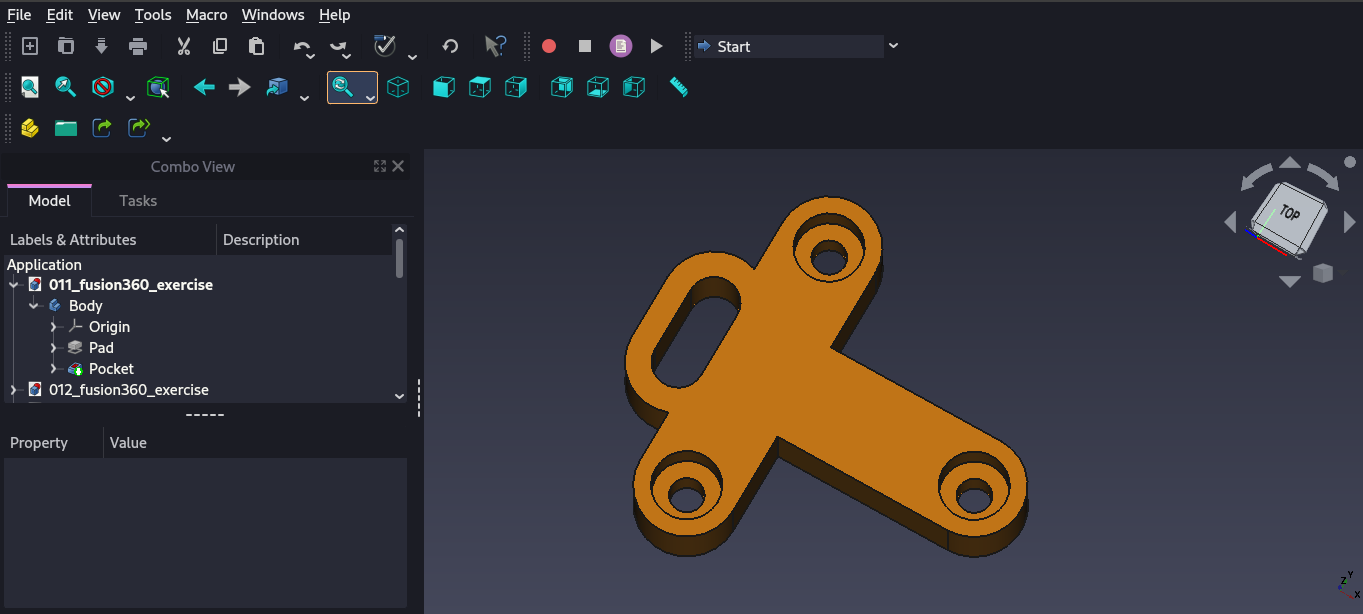 File Edit View Tools Macro Windows Help
Start
Combo View
Model Tasks
Labels & Attributes Description
Application
011_fusion360_exercise
Body
Origin
Pad
Pocket
012_fusion360_exercise
Property Value
TOP
Y
Z
X